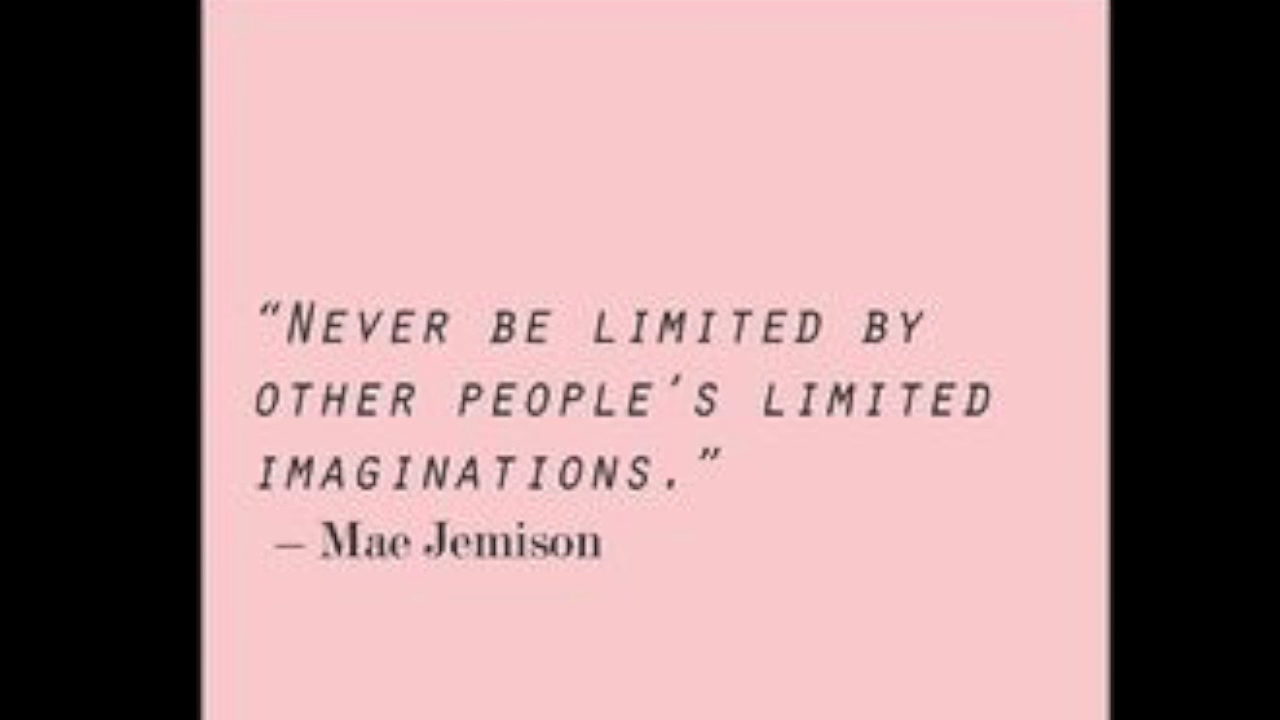 “NEVER BE LIMITED BY
OTHER PEOPLE’S LIMITED
IMAGINATIONS.”
– Mae Jemison